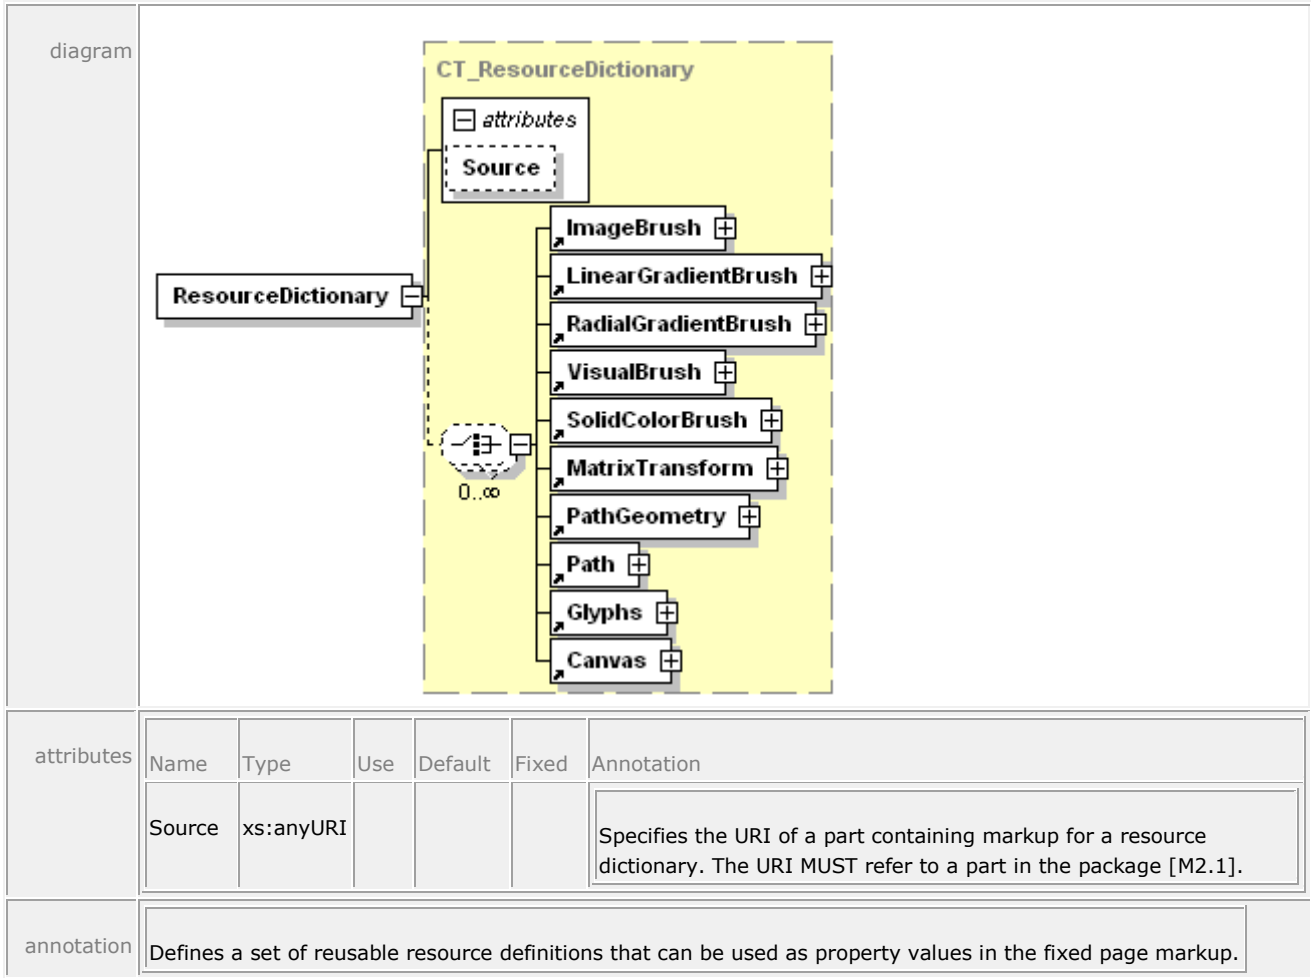 diagram
CT_ResourceDictionary
attributes
Source
ResourceDictionary
0..∞
ImageBrush
LinearGradientBrush
RadialGradientBrush
VisualBrush
SolidColorBrush
MatrixTransform
PathGeometry
Path
Glyphs
Canvas
attributes
Name Type Use Default Fixed Annotation
Source xs:anyURI
Specifies the URI of a part containing markup for a resource
dictionary. The URI MUST refer to a part in the package [M2.1].
annotation
Defines a set of reusable resource definitions that can be used as property values in the fixed page markup.